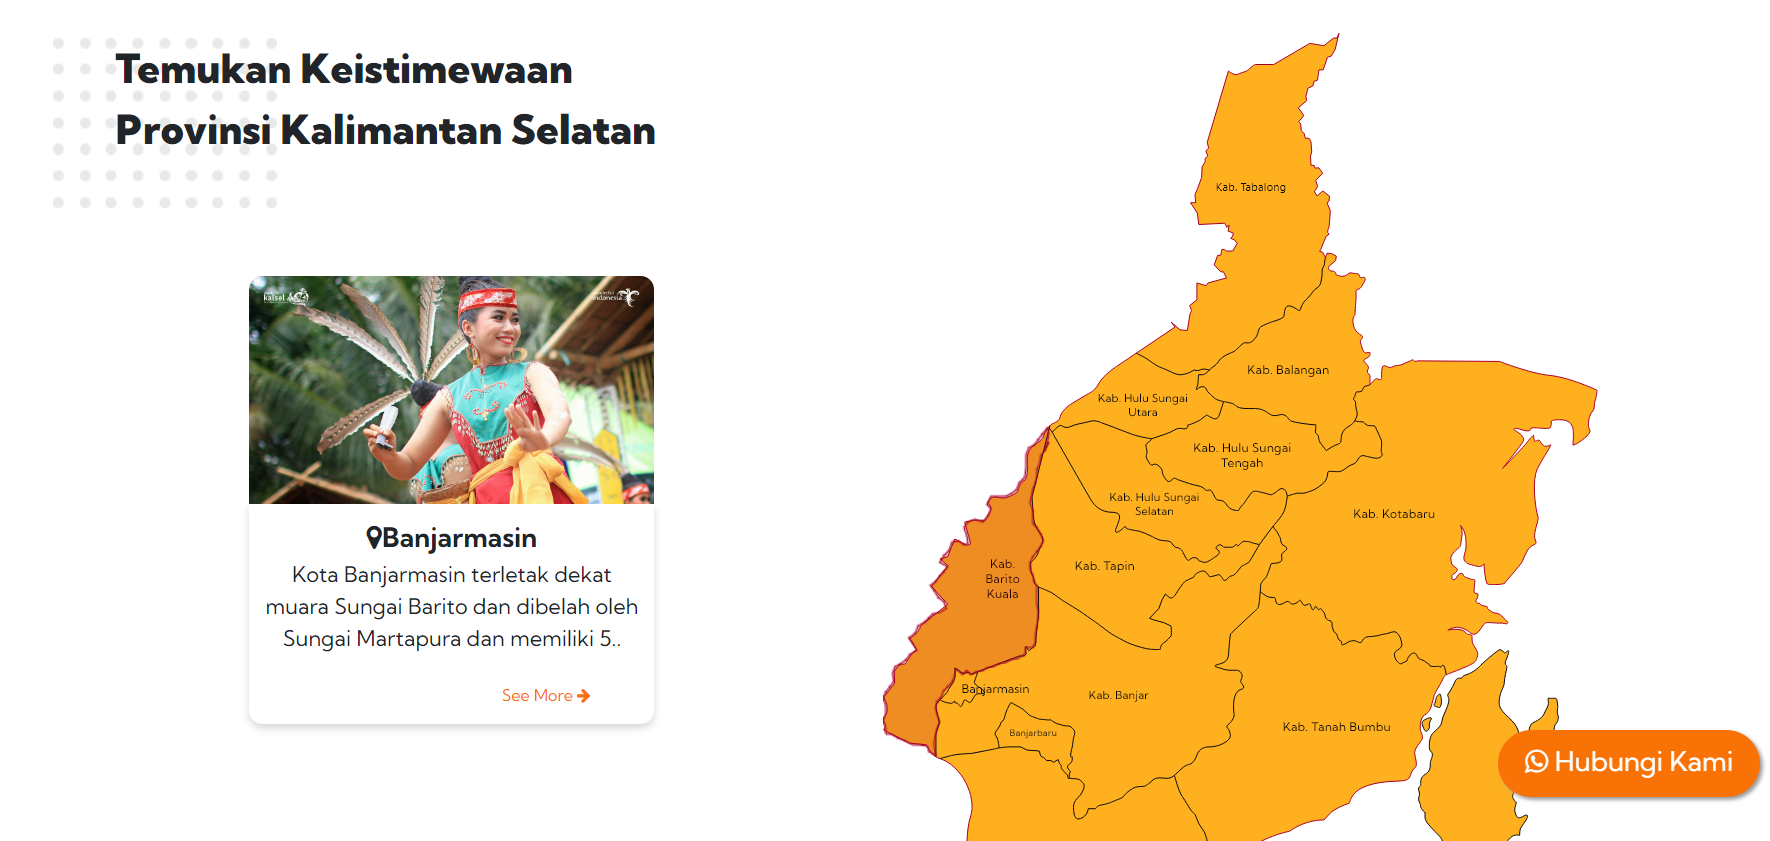 Temukan Keistimewaan
Provinsi Kalimantan Selatan
kalsel
indonesia
Banjarmasin
Kota Banjarmasin terletak dekat
muara Sungai Barito dan dibelah oleh
Sungai Martapura dan memiliki 5..
See More
Kab. Tabalong
Kab. Balangan
Kab. Hulu Sungai
Utara
Kab. Hulu Sungai
Tengah
Kab. Hulu Sungai
Selatan
Kab. Kotabaru
Kab.
Barito
Kuala
Kab. Tapin
Banjarmasin
Kab. Banjar
Banjarbaru
Kab. Tanah Bumbu
Hubungi Kami